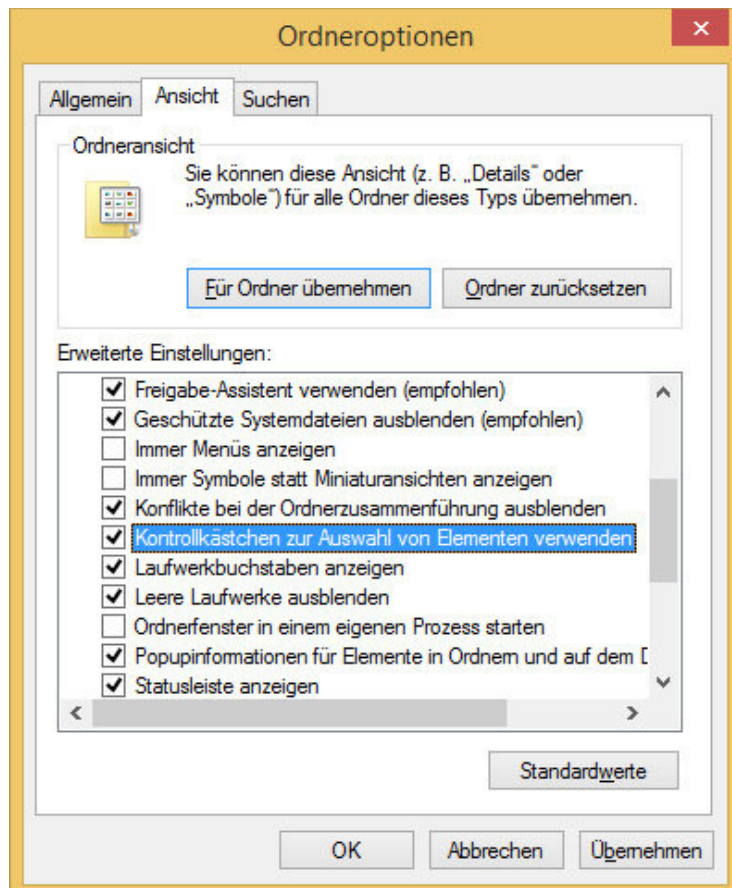 Ordneroptionen
Allgemein
Ansicht
Suchen
Ordneransicht
Sie können diese Ansicht (z. B. „Details“ oder
„Symbole“) für alle Ordner dieses Typs übernehmen.
Für Ordner übernehmen
Ordner zurücksetzen
Erweiterte Einstellungen:
Freigabe-Assistent verwenden (empfohlen)
Geschützte Systemdateien ausblenden (empfohlen)
Immer Menüs anzeigen
Immer Symbole statt Miniaturansichten anzeigen
Konflikte bei der Ordnerzusammenführung ausblenden
Kontrollkästchen zur Auswahl von Elementen verwenden
Laufwerkbuchstaben anzeigen
Leere Laufwerke ausblenden
Ordnerfenster in einem eigenen Prozess starten
Popupinformationen für Elemente in Ordnern und auf dem
Statusleiste anzeigen
Standardwerte
OK
Abbrechen
Übernehmen